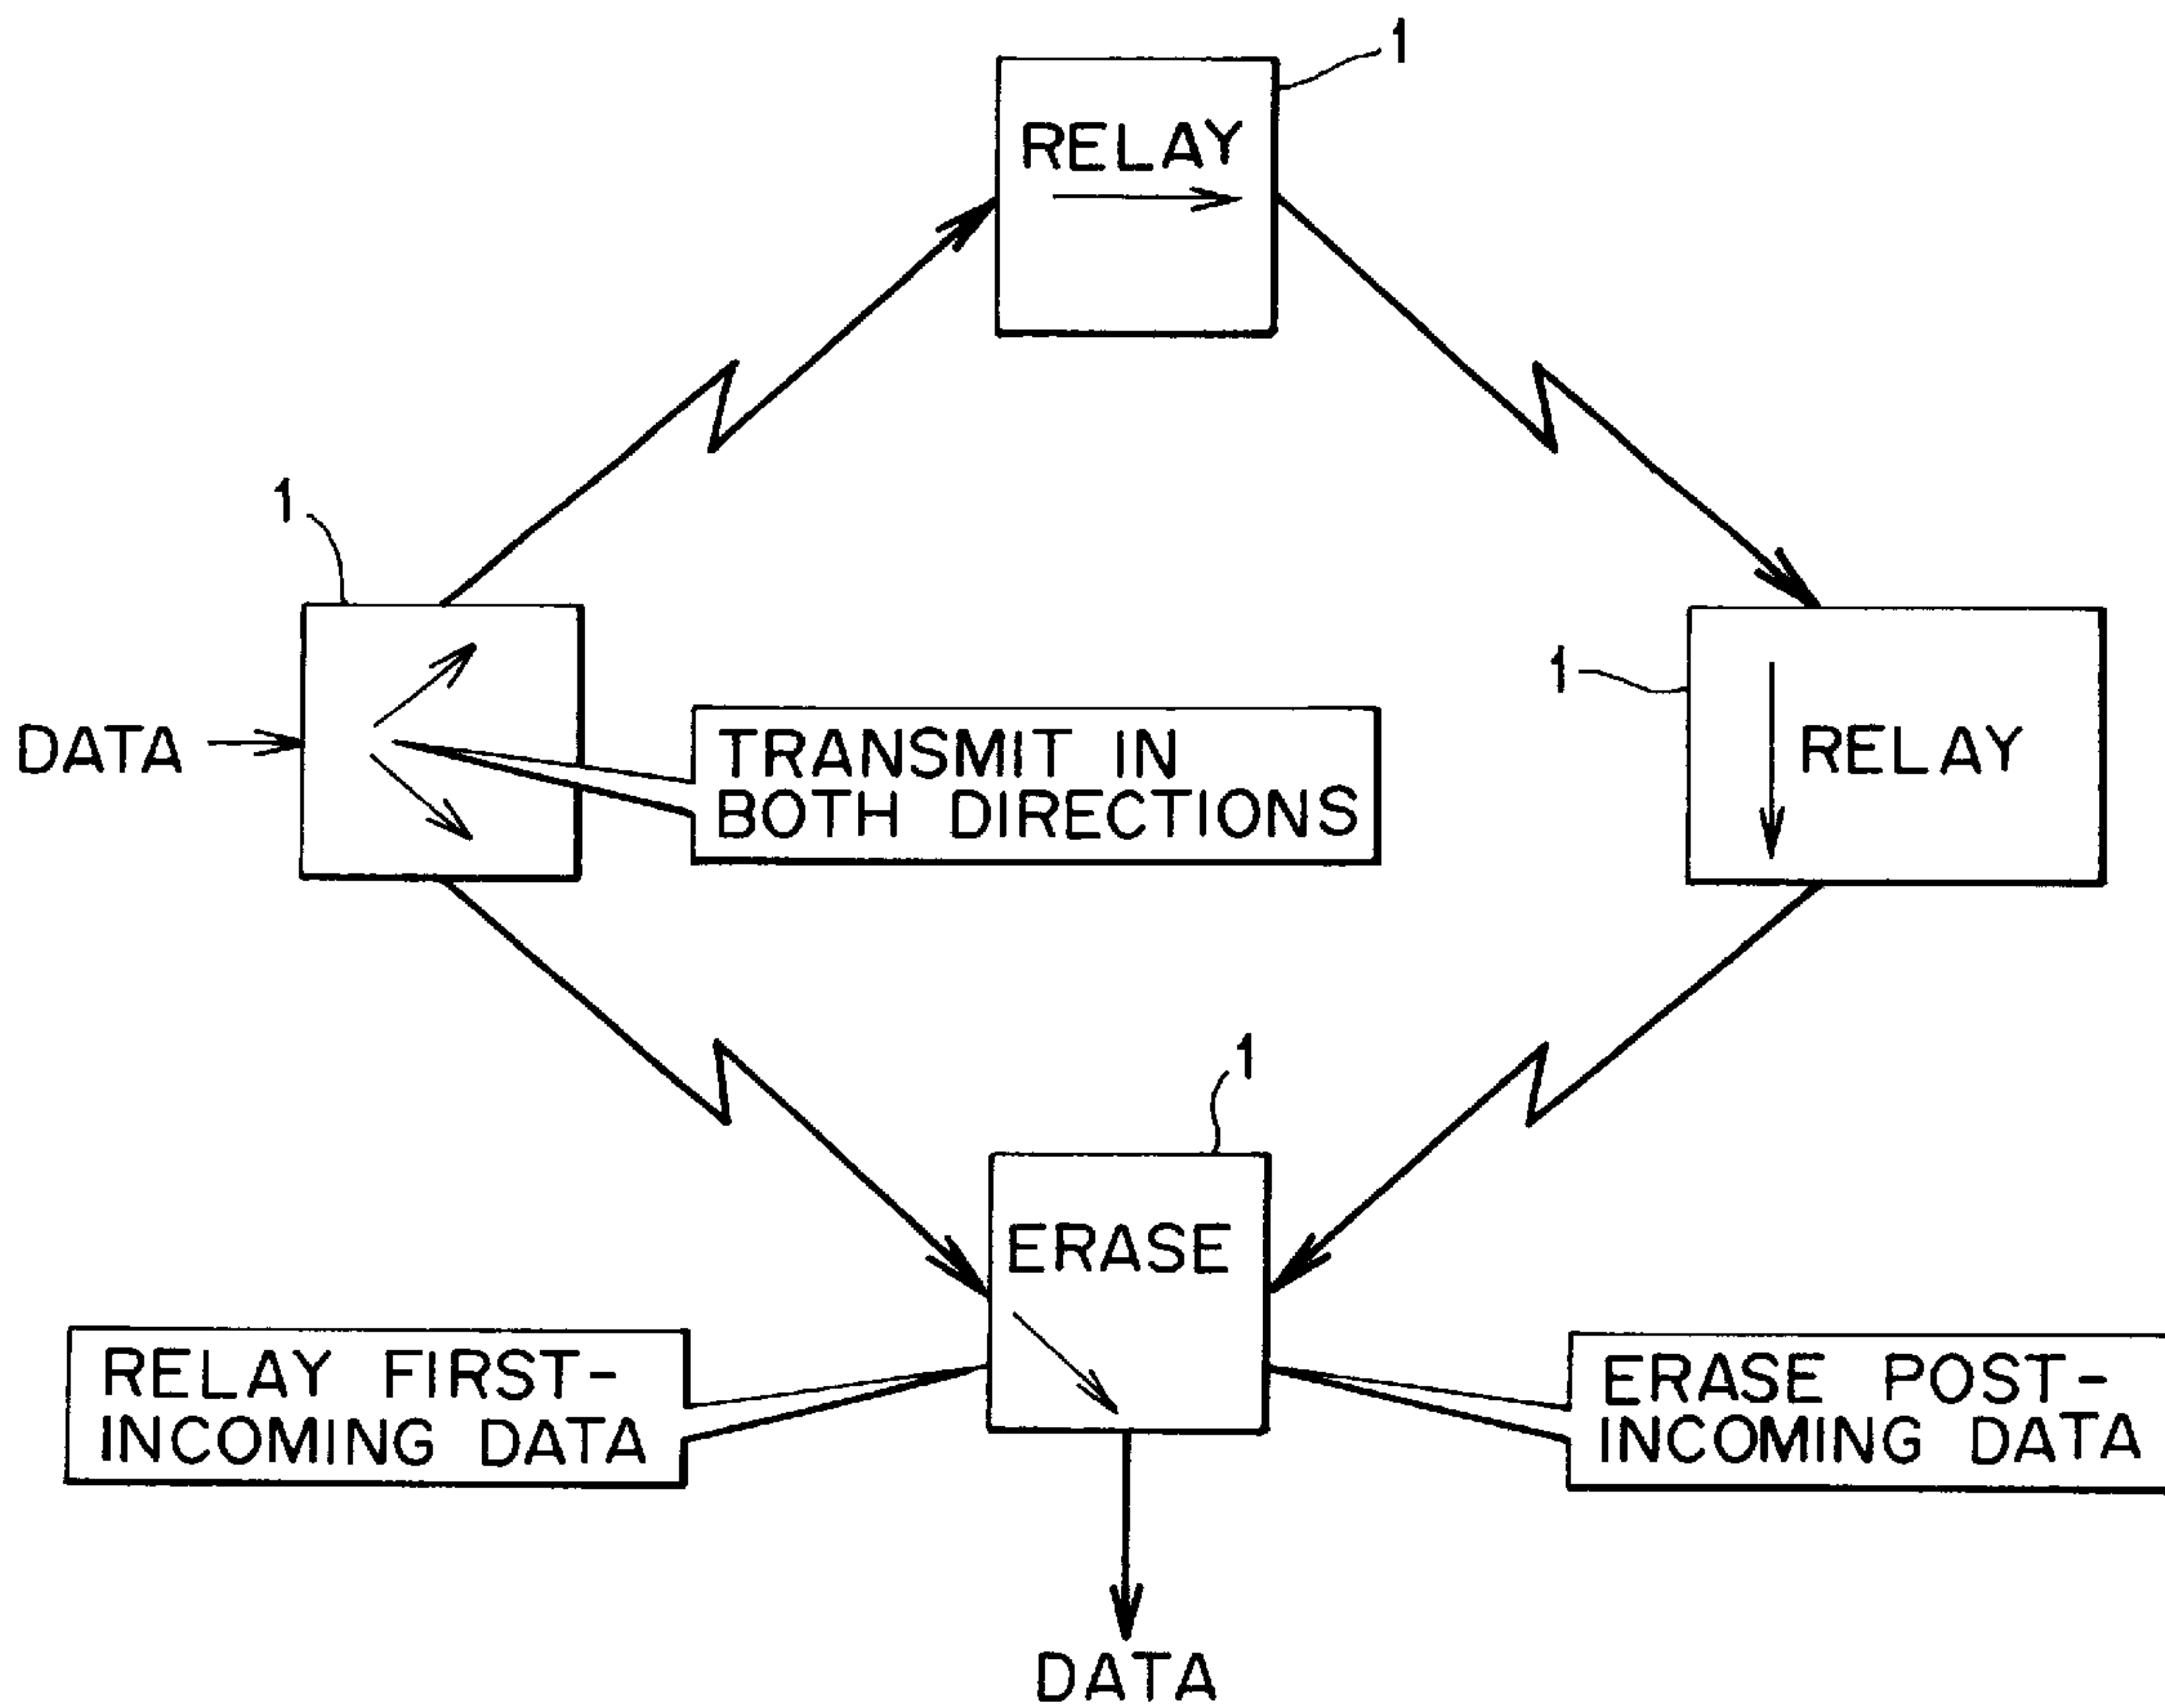 1
RELAY
1
1
DATA
TRANSMIT IN
BOTH DIRECTIONS
RELAY
1
ERASE
RELAY FIRST-
INCOMING DATA
ERASE POST-
INCOMING DATA
DATA